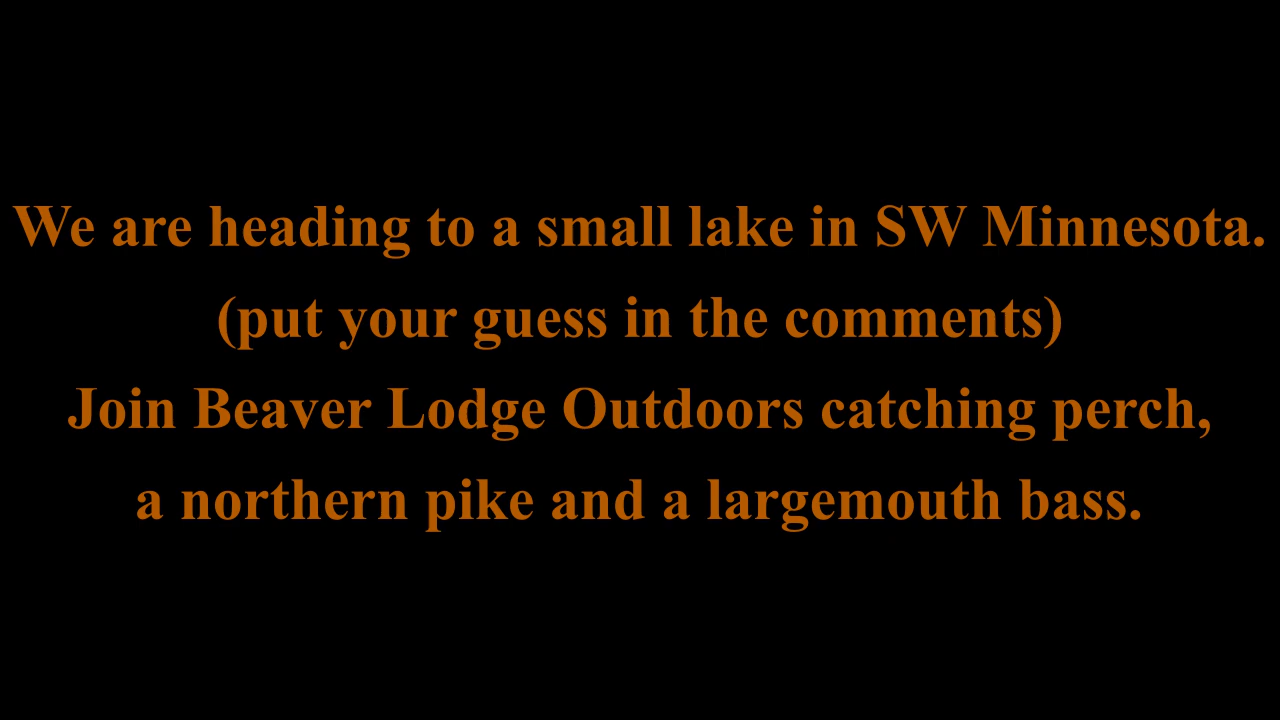 We are heading to a small lake in SW Minnesota.
(put your guess in the comments)
Join Beaver Lodge Outdoors catching perch,
a northern pike and a largemouth bass.